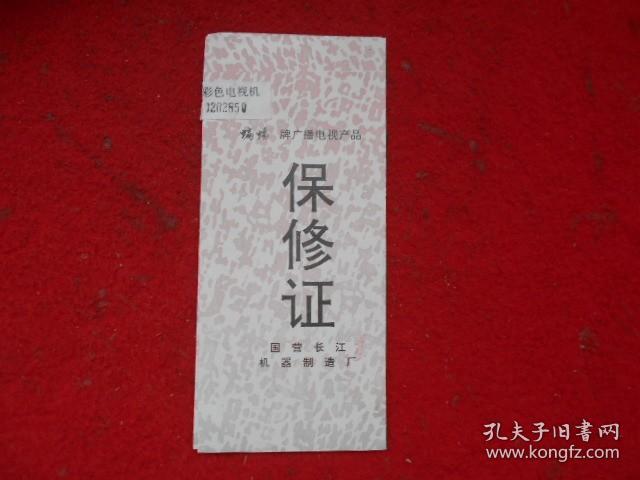 彩色电视机
0202850
牌广播电视产品
保修证
国营长江
机器制造厂
孔夫子旧书网
www.kongfz.com